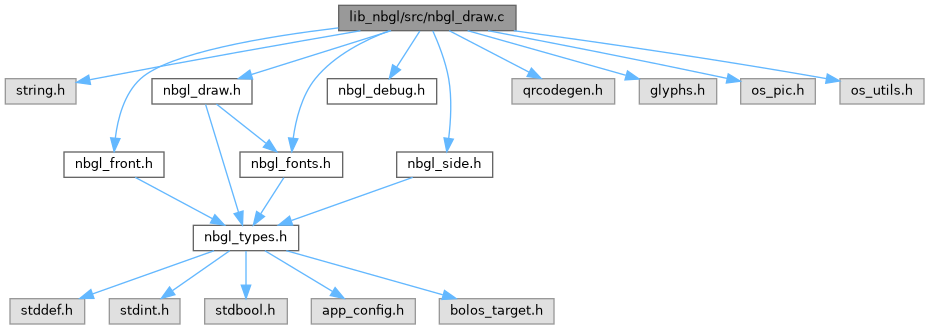 lib_nbgl/src/nbgl_draw.c
string.h
nbgl_draw.h
nbgl_debug.h
qrcodegen.h
glyphs.h
os_pic.h
os_utils.h
nbgl_front.h
nbgl_fonts.h
nbgl_side.h
nbgl_types.h
stddef.h
stdint.h
stdbool.h
app_config.h
bolos_target.h